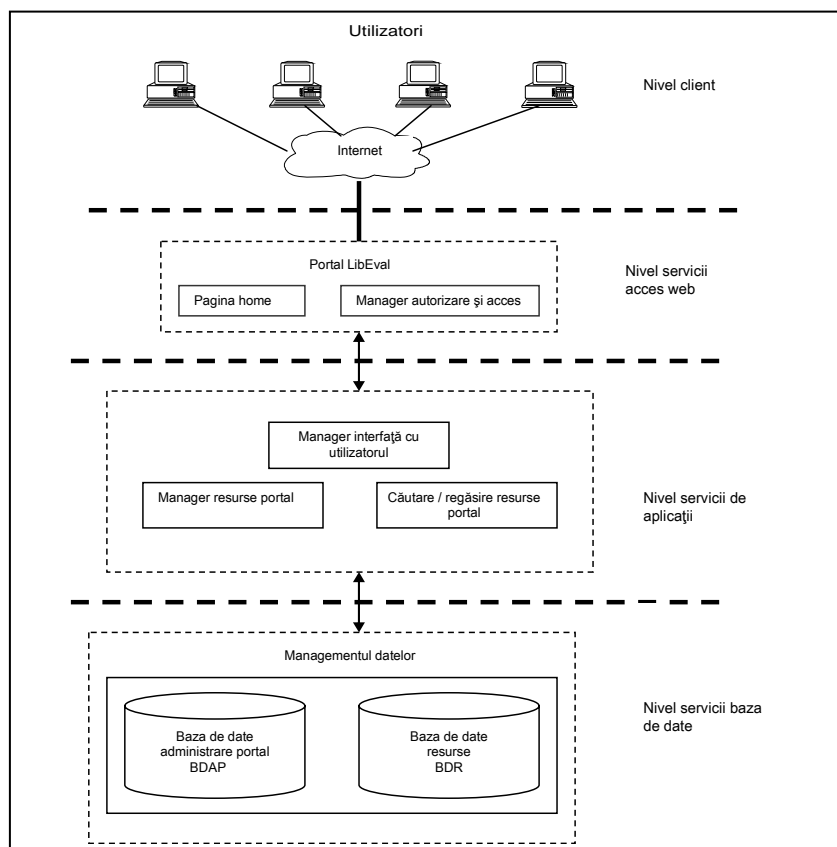 Utilizatori
Nivel client
Internet
Portal LibEval
Nivel servicii
acces web
Pagina home
Manager autorizare şi acces
Manager interfaţă cu
utilizatorul
Manager resurse portal
Căutare / regăsire resurse
portal
Nivel servicii de
aplicaţii
Managementul datelor
Nivel servicii baza
de date
Baza de date
administrare portal
BDAP
Baza de date
resurse
BDR